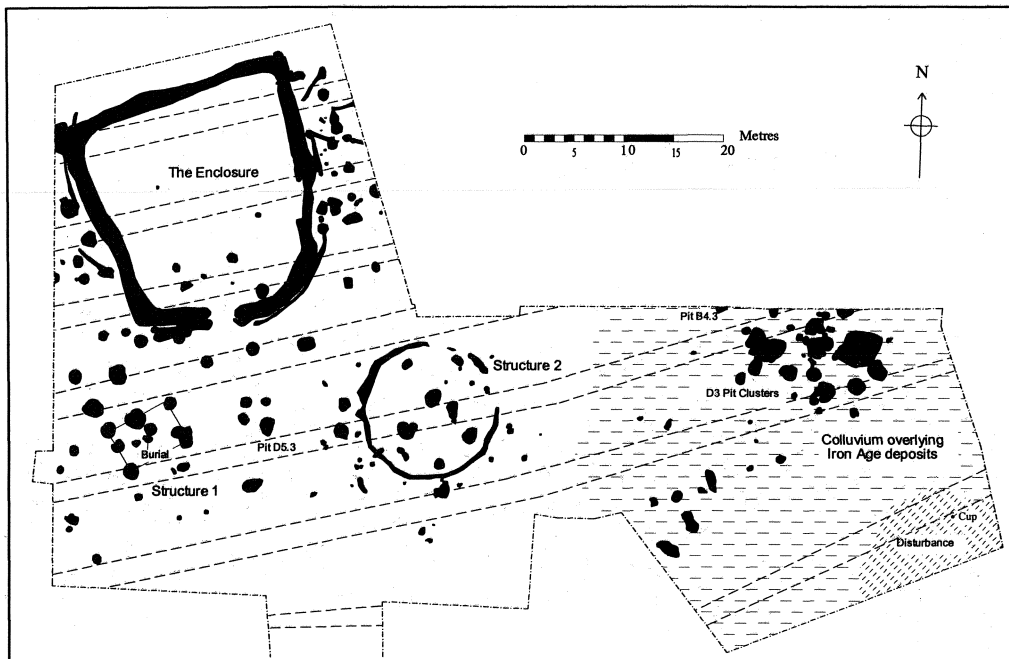 N
Metres
0 5 10 15 20
The Enclosure
Pit B4.3
Structure 2
D3 Pit Clusters
Colluvium overlying
Iron Age deposits
Pit D5.3
Burial
Structure 1
Cup
Disturbance